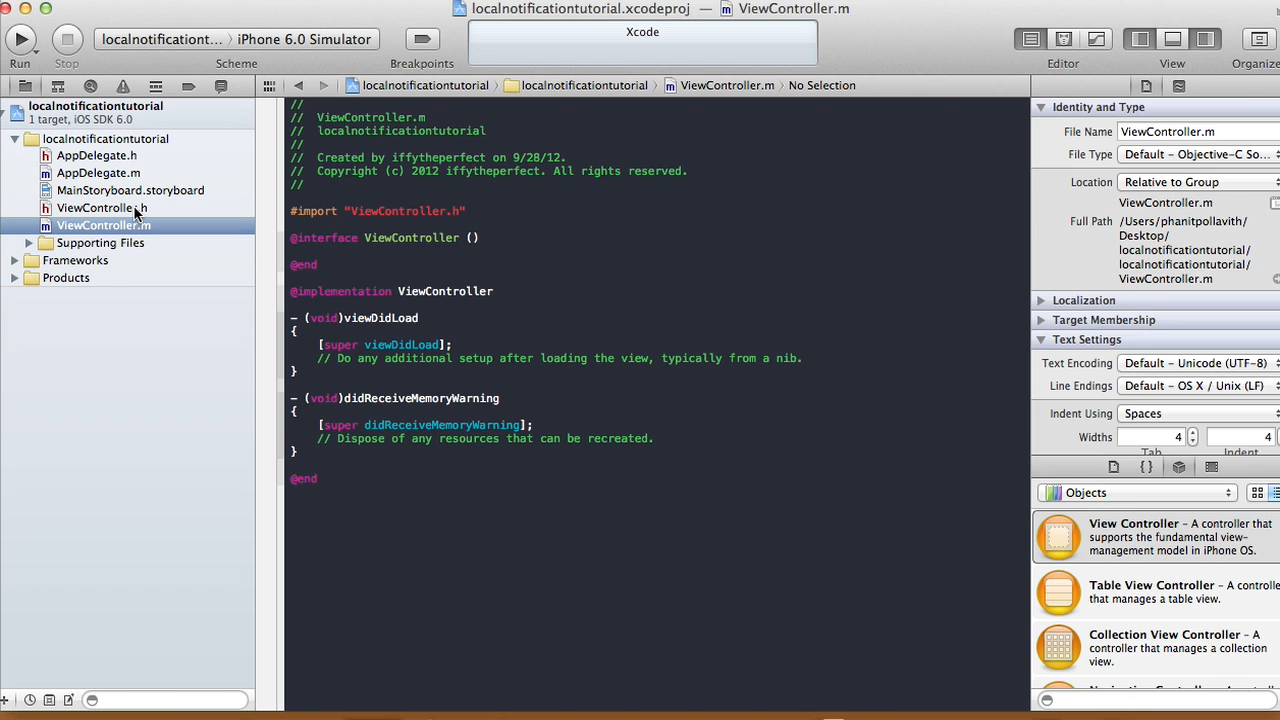 localnotificationtutorial.xcodeproj — ViewController.m
localnotificationt... iPhone 6.0 Simulator
Xcode
Run
Stop
Scheme
Breakpoints
Editor
View
Organize
localnotificationtutorial
1 target, iOS SDK 6.0
localnotificationtutorial
AppDelegate.h
AppDelegate.m
MainStoryboard.storyboard
ViewController.h
ViewController.m
Supporting Files
Frameworks
Products
localnotificationtutorial localnotificationtutorial ViewController.m No Selection
//
// ViewController.m
// localnotificationtutorial
//
// Created by iffytheperfect on 9/28/12.
// Copyright (c) 2012 iffytheperfect. All rights reserved.
//
#import "ViewController.h"
@interface ViewController ()
@end
@implementation ViewController
- (void)viewDidLoad
{
[super viewDidLoad];
// Do any additional setup after loading the view, typically from a nib.
}
- (void)didReceiveMemoryWarning
{
[super didReceiveMemoryWarning];
// Dispose of any resources that can be recreated.
}
@end
Identity and Type
File Name ViewController.m
File Type Default - Objective-C So...
Location Relative to Group
ViewController.m
Full Path /Users/phanitpollavith/
Desktop/
localnotificationtutorial/
localnotificationtutorial/
ViewController.m
Localization
Target Membership
Text Settings
Text Encoding Default - Unicode (UTF-8)
Line Endings Default - OS X / Unix (LF)
Indent Using Spaces
Widths 4 4
Tab Indent
Objects
View Controller - A controller that
supports the fundamental view-
management model in iPhone OS.
Table View Controller - A controller
that manages a table view.
Collection View Controller - A
controller that manages a collection
view.